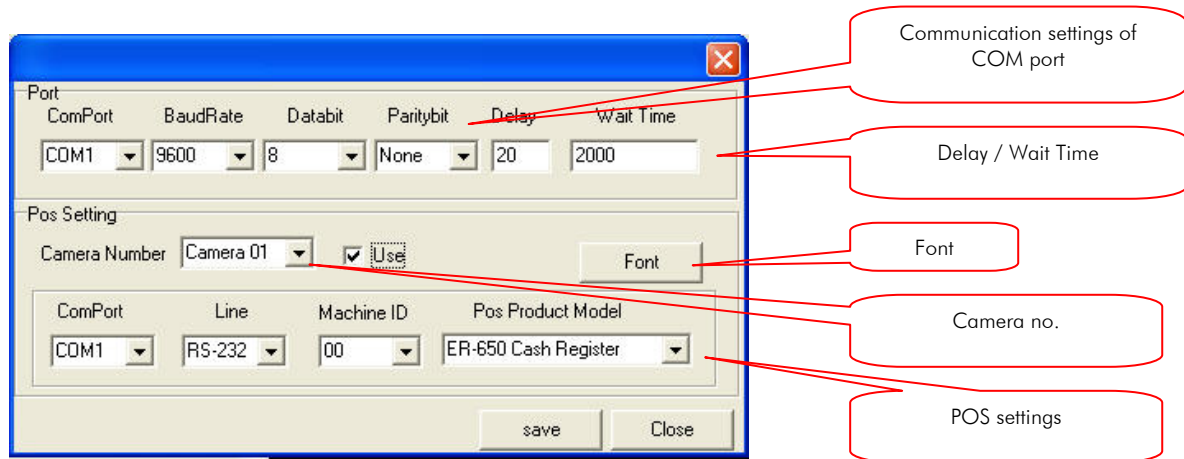 Communication settings of
COM port
Port
ComPort BaudRate Databit Paritybit Delay Wait Time
COM1 9600 8 None 20 2000
Delay / Wait Time
Pos Setting
Camera Number Camera 01 Use Font
Font
ComPort Line Machine ID Pos Product Model
Camera no.
COM1 RS-232 00 ER-650 Cash Register
POS settings
save Close